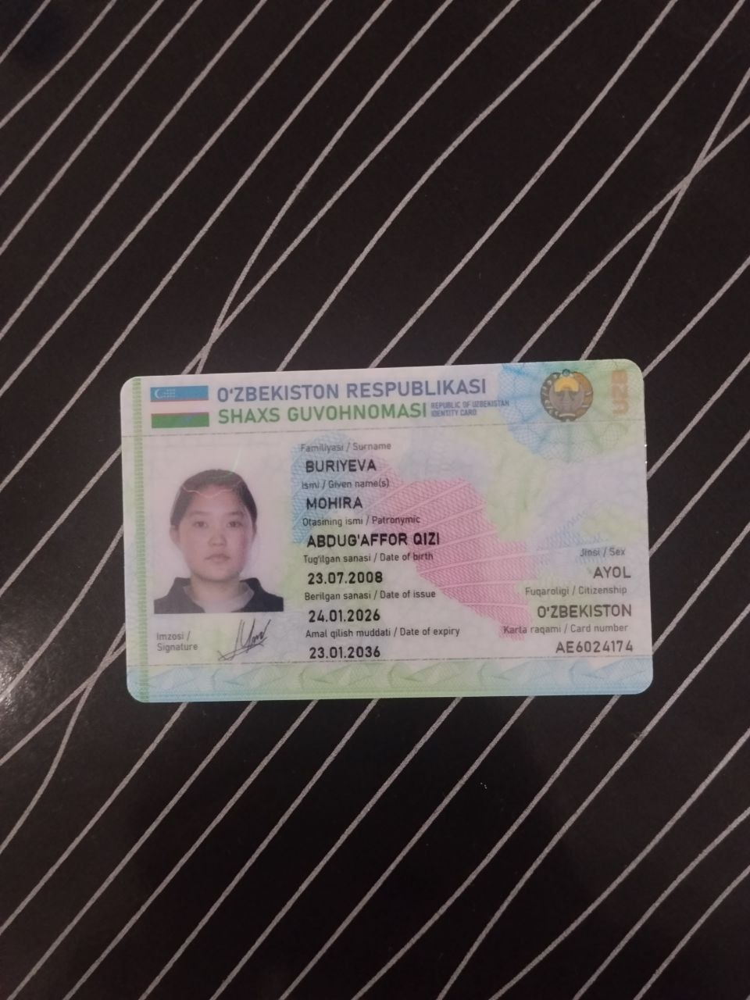 O‘ZBEKISTON RESPUBLIKASI
SHAXS GUVOHNOMASI REPUBLIC OF UZBEKISTAN IDENTITY CARD
UZB
Familiyasi / Surname
BURIYEVA
Ismi / Given name(s)
MOHIRA
Otasining ismi / Patronymic
ABDUG'AFFOR QIZI
Tug'ilgan sanasi / Date of birth
23.07.2008
Berilgan sanasi / Date of issue
24.01.2026
Amal qilish muddati / Date of expiry
23.01.2036
Jinsi / Sex
AYOL
Fuqaroligi / Citizenship
O'ZBEKISTON
Karta raqami / Card number
AE6024174
Imzosi /
Signature